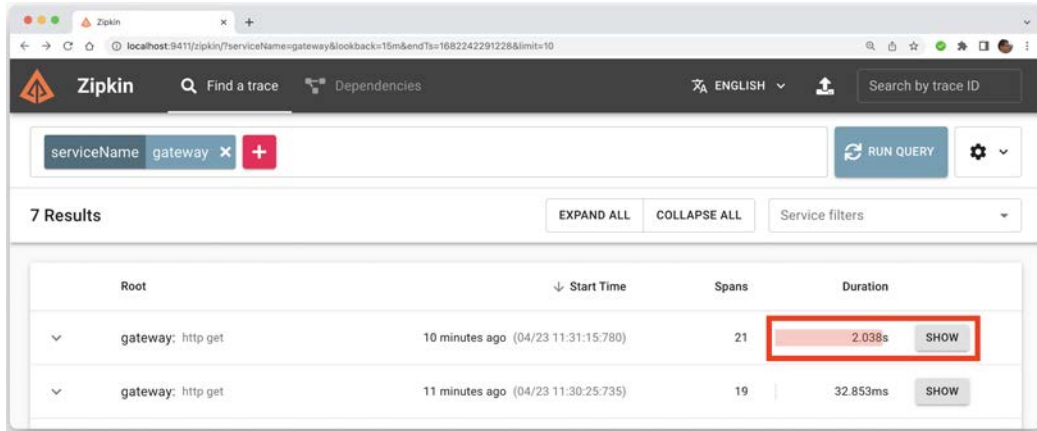 Zipkin
localhost:9411/zipkin/?serviceName=gateway&lookback=15m&endTs=1682242291228&limit=10
Zipkin
Find a trace
Dependencies
ENGLISH
Search by trace ID
serviceName gateway
RUN QUERY
7 Results
EXPAND ALL
COLLAPSE ALL
Service filters
Root
Start Time
Spans
Duration
gateway: http get
10 minutes ago (04/23 11:31:15:780)
21
2.038s
SHOW
gateway: http get
11 minutes ago (04/23 11:30:25:735)
19
32.853ms
SHOW